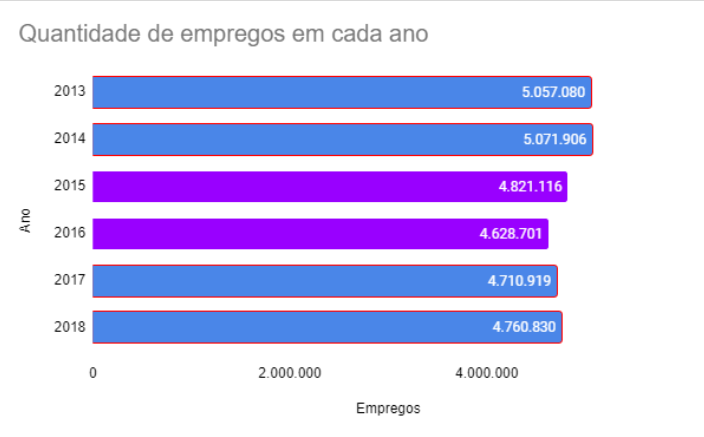 Quantidade de empregos em cada ano
2013 5.057.080
2014 5.071.906
2015 4.821.116
Ano
2016 4.628.701
2017 4.710.919
2018 4.760.830
0 2.000.000 4.000.000
Empregos